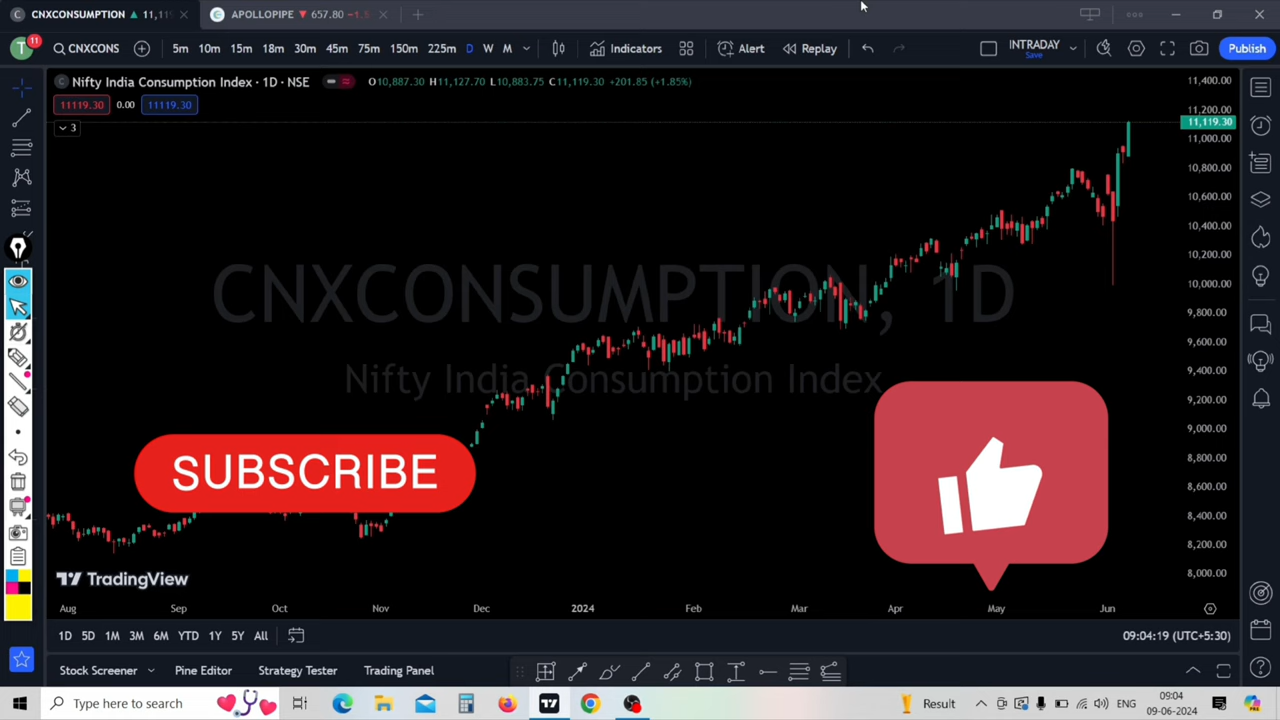 CNXCONSUMPTION ▲ 11,11
APOLLOPIPE ▼ 657.80 −1.5
T 11 CNXCONS 5m 10m 15m 18m 30m 45m 75m 150m 225m D W M Indicators Alert Replay INTRADAY Save Publish
Nifty India Consumption Index · 1D · NSE O10,887.30 H11,127.70 L10,883.75 C11,119.30 +201.85 (+1.85%)
11119.30 0.00 11119.30
3
11,400.00
11,200.00
11,119.30
11,000.00
10,800.00
10,600.00
10,400.00
10,200.00
10,000.00
9,800.00
9,600.00
9,400.00
9,200.00
9,000.00
8,800.00
8,600.00
8,400.00
8,200.00
8,000.00
CNXCONSUMPTION, 1D
Nifty India Consumption Index
SUBSCRIBE
TradingView
Aug Sep Oct Nov Dec 2024 Feb Mar Apr May Jun
1D 5D 1M 3M 6M YTD 1Y 5Y All 09:04:19 (UTC+5:30)
Stock Screener Pine Editor Strategy Tester Trading Panel
Type here to search Result ENG 09:04
09-06-2024